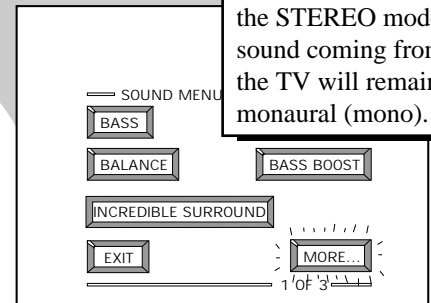 the STEREO mode
sound coming from
the TV will remain
monaural (mono).
SOUND MENU
BASS
BALANCE BASS BOOST
INCREDIBLE SURROUND
EXIT MORE...
1 OF 3